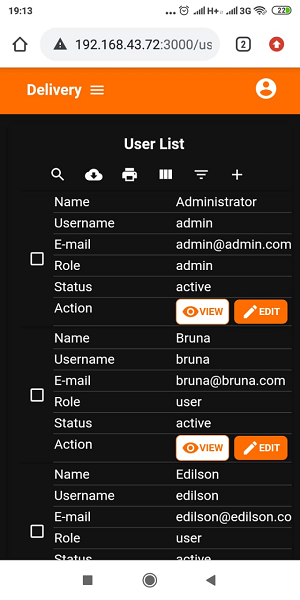 19:13
... H+ 3G 22
192.168.43.72:3000/us
2
Delivery
User List
Name Administrator
Username admin
E-mail admin@admin.com
Role admin
Status active
Action VIEW EDIT
Name Bruna
Username bruna
E-mail bruna@bruna.com
Role user
Status active
Action VIEW EDIT
Name Edilson
Username edilson
E-mail edilson@edilson.co
Role user
Status active